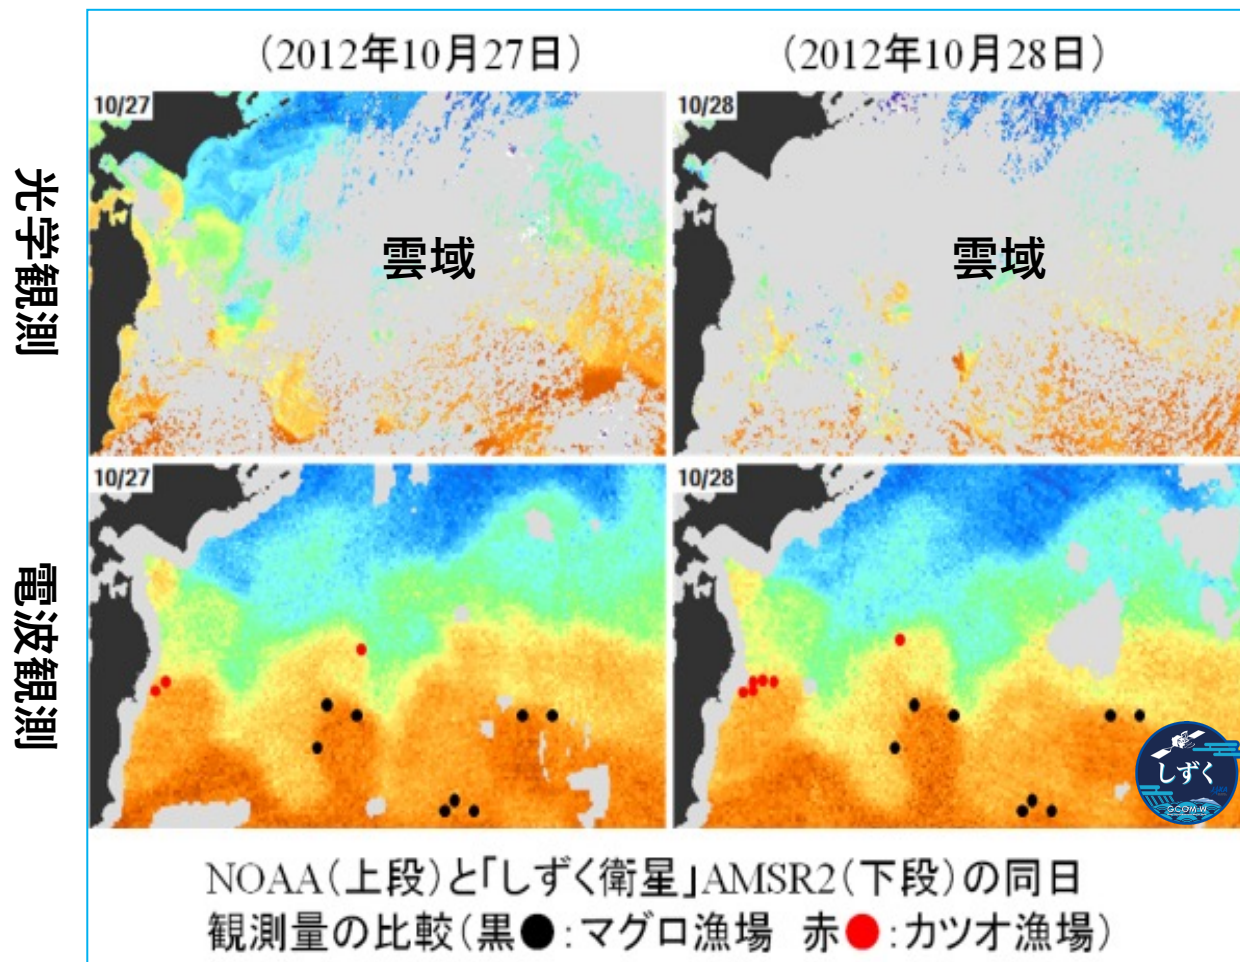 (2012年10月27日)
(2012年10月28日)
光学観測
10/27
雲域
10/28
雲域
電波観測
10/27
10/28
しずく
GCOM-W
NOAA(上段)と「しずく衛星」AMSR2(下段)の同日
観測量の比較(黒●:マグロ漁場 赤●:カツオ漁場)